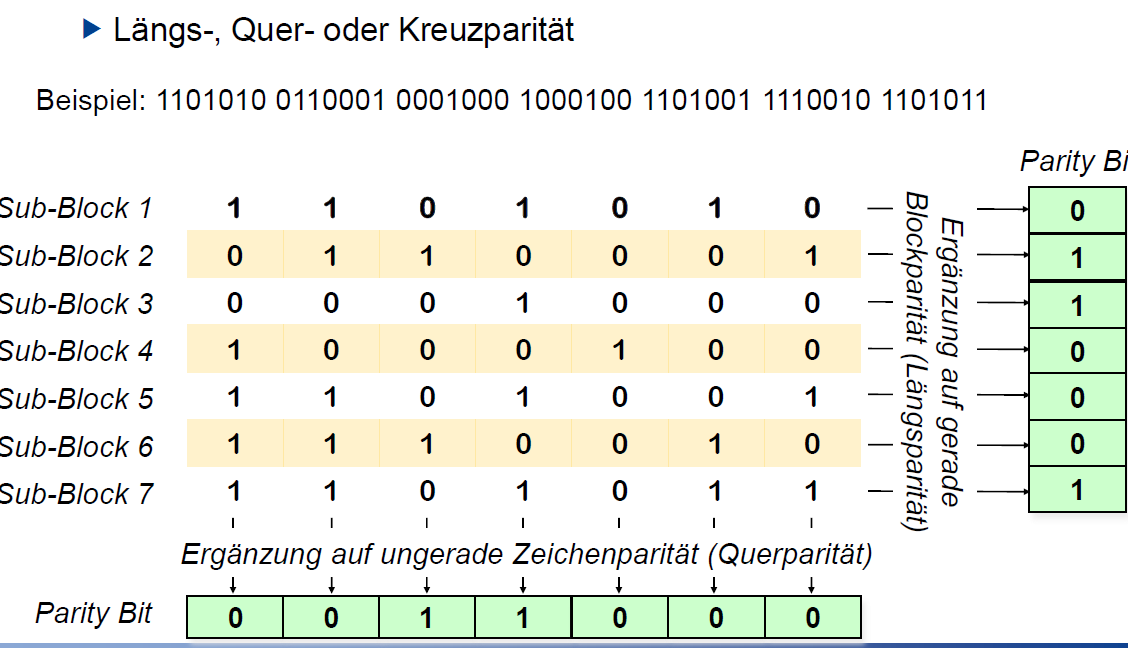 Längs-, Quer- oder Kreuzparität
Beispiel: 1101010 0110001 0001000 1000100 1101001 1110010 1101011
Parity Bi
Sub-Block 1 1 1 0 1 0 1 0 0
Sub-Block 2 0 1 1 0 0 0 1 1
Sub-Block 3 0 0 0 1 0 0 0 1
Sub-Block 4 1 0 0 0 1 0 0 0
Sub-Block 5 1 1 0 1 0 0 1 0
Sub-Block 6 1 1 1 0 0 1 0 0
Sub-Block 7 1 1 0 1 0 1 1 1
Ergänzung auf gerade
Blockparität (Längsparität)
Ergänzung auf ungerade Zeichenparität (Querparität)
Parity Bit 0 0 1 1 0 0 0